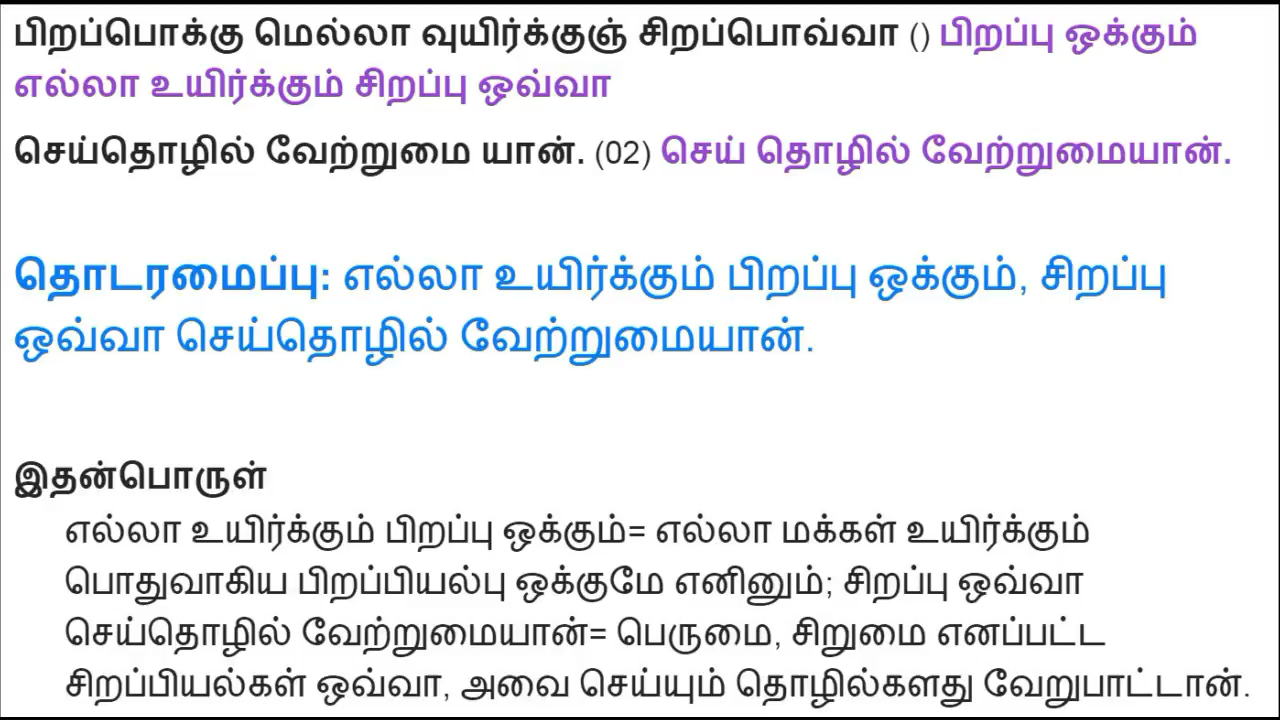 பிறப்பொக்கு மெல்லா வுயிர்க்குஞ் சிறப்பொவ்வா () பிறப்பு ஒக்கும்
எல்லா உயிர்க்கும் சிறப்பு ஒவ்வா
செய்தொழில் வேற்றுமை யான். (02) செய் தொழில் வேற்றுமையான்.
தொடரமைப்பு: எல்லா உயிர்க்கும் பிறப்பு ஒக்கும், சிறப்பு
ஒவ்வா செய்தொழில் வேற்றுமையான்.
இதன்பொருள்
எல்லா உயிர்க்கும் பிறப்பு ஒக்கும்= எல்லா மக்கள் உயிர்க்கும்
பொதுவாகிய பிறப்பியல்பு ஒக்குமே எனினும்; சிறப்பு ஒவ்வா
செய்தொழில் வேற்றுமையான்= பெருமை, சிறுமை எனப்பட்ட
சிறப்பியல்கள் ஒவ்வா, அவை செய்யும் தொழில்களது வேறுபாட்டான்.